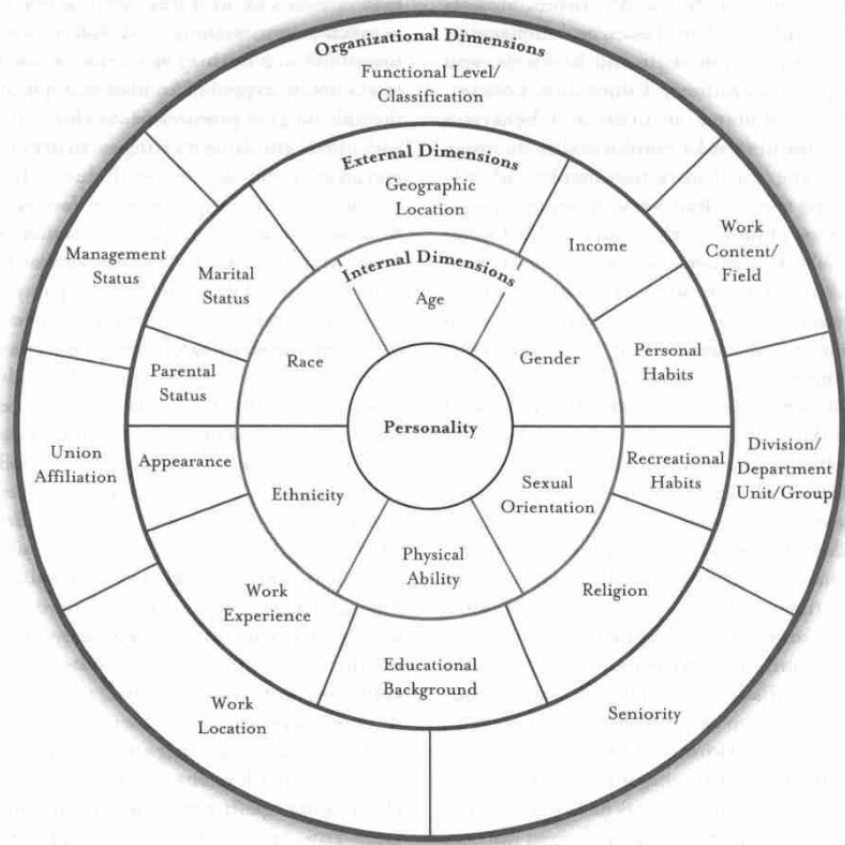 Organizational Dimensions
Functional Level/
Classification
External Dimensions
Geographic
Location
Income
Work
Content/
Field
Management
Status
Marital
Status
Internal Dimensions
Age
Race
Gender
Personal
Habits
Parental
Status
Personality
Union
Affiliation
Appearance
Ethnicity
Sexual
Orientation
Recreational
Habits
Division/
Department
Unit/Group
Physical
Ability
Work
Experience
Religion
Educational
Background
Work
Location
Seniority